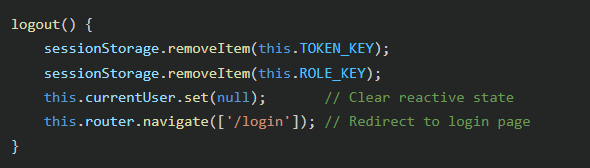 logout() {
    sessionStorage.removeItem(this.TOKEN_KEY);
    sessionStorage.removeItem(this.ROLE_KEY);
    this.currentUser.set(null);       // Clear reactive state
    this.router.navigate(['/login']); // Redirect to login page
}